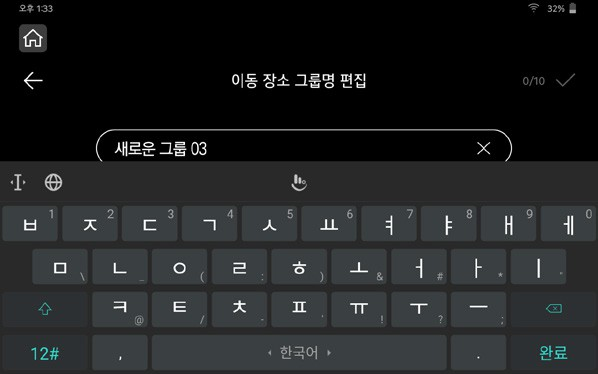 오후 1:33 32%
이동 장소 그룹명 편집 0/10
새로운 그룹 03
ㅂ 1 ㅈ 2 ㄷ 3 ㄱ 4 ㅅ 5 ㅛ 6 ㅕ 7 ㅑ 8 ㅐ 9 ㅔ 0
ㅁ \ ㄴ _ ㅇ ( ㄹ : ㅎ ) ㅗ & ㅓ # ㅏ * ㅣ "
ㅋ @ ㅌ / ㅊ - ㅍ ' ㅠ ! ㅜ ? ㅡ ;
12# , 한국어 . 완료